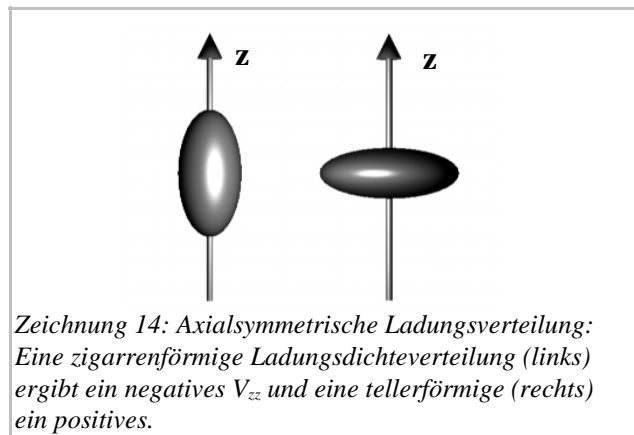 z z
Zeichnung 14: Axialsymmetrische Ladungsverteilung:
Eine zigarrenförmige Ladungsdichteverteilung (links)
ergibt ein negatives Vzz und eine tellerförmige (rechts)
ein positives.